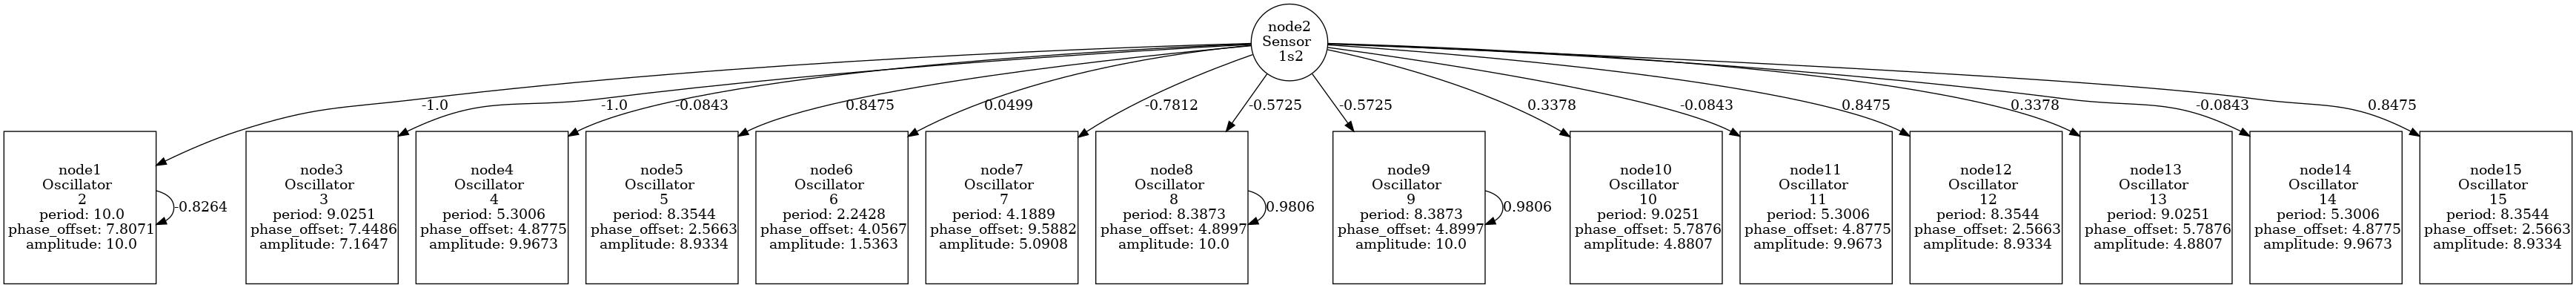 node2
Sensor
1s2
-1.0
-1.0
-0.0843
0.8475
0.0499
-0.7812
-0.5725
-0.5725
0.3378
-0.0843
0.8475
0.3378
-0.0843
0.8475
node1
Oscillator
2
period: 10.0
phase_offset: 7.8071
amplitude: 10.0
-0.8264
node3
Oscillator
3
period: 9.0251
phase_offset: 7.4486
amplitude: 7.1647
node4
Oscillator
4
period: 5.3006
phase_offset: 4.8775
amplitude: 9.9673
node5
Oscillator
5
period: 8.3544
phase_offset: 2.5663
amplitude: 8.9334
node6
Oscillator
6
period: 2.2428
phase_offset: 4.0567
amplitude: 1.5363
node7
Oscillator
7
period: 4.1889
phase_offset: 9.5882
amplitude: 5.0908
node8
Oscillator
8
period: 8.3873
phase_offset: 4.8997
amplitude: 10.0
0.9806
node9
Oscillator
9
period: 8.3873
phase_offset: 4.8997
amplitude: 10.0
0.9806
node10
Oscillator
10
period: 9.0251
phase_offset: 5.7876
amplitude: 4.8807
node11
Oscillator
11
period: 5.3006
phase_offset: 4.8775
amplitude: 9.9673
node12
Oscillator
12
period: 8.3544
phase_offset: 2.5663
amplitude: 8.9334
node13
Oscillator
13
period: 9.0251
phase_offset: 5.7876
amplitude: 4.8807
node14
Oscillator
14
period: 5.3006
phase_offset: 4.8775
amplitude: 9.9673
node15
Oscillator
15
period: 8.3544
phase_offset: 2.5663
amplitude: 8.9334